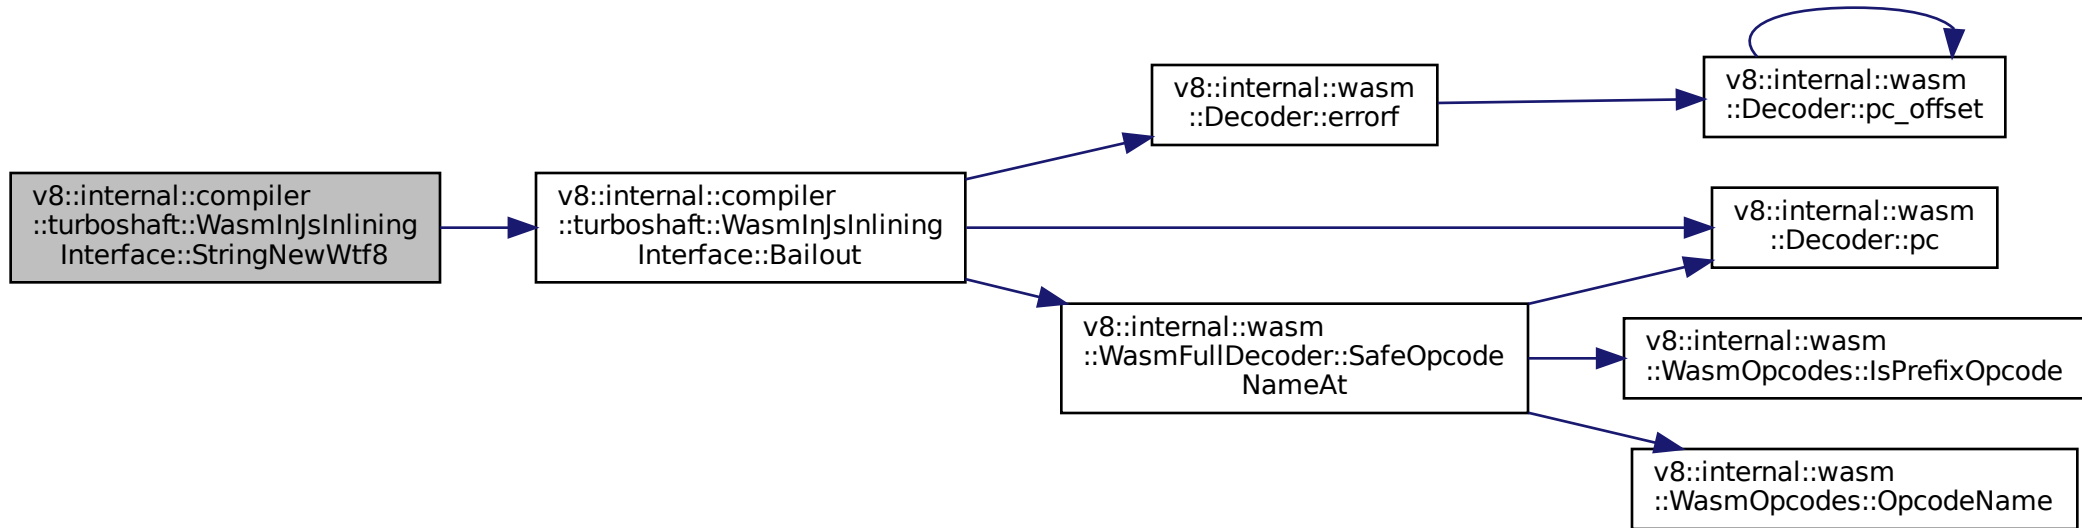 v8::internal::compiler
::turboshaft::WasmInJsInlining
Interface::StringNewWtf8
v8::internal::compiler
::turboshaft::WasmInJsInlining
Interface::Bailout
v8::internal::wasm
::Decoder::errorf
v8::internal::wasm
::Decoder::pc_offset
v8::internal::wasm
::Decoder::pc
v8::internal::wasm
::WasmFullDecoder::SafeOpcode
NameAt
v8::internal::wasm
::WasmOpcodes::IsPrefixOpcode
v8::internal::wasm
::WasmOpcodes::OpcodeName